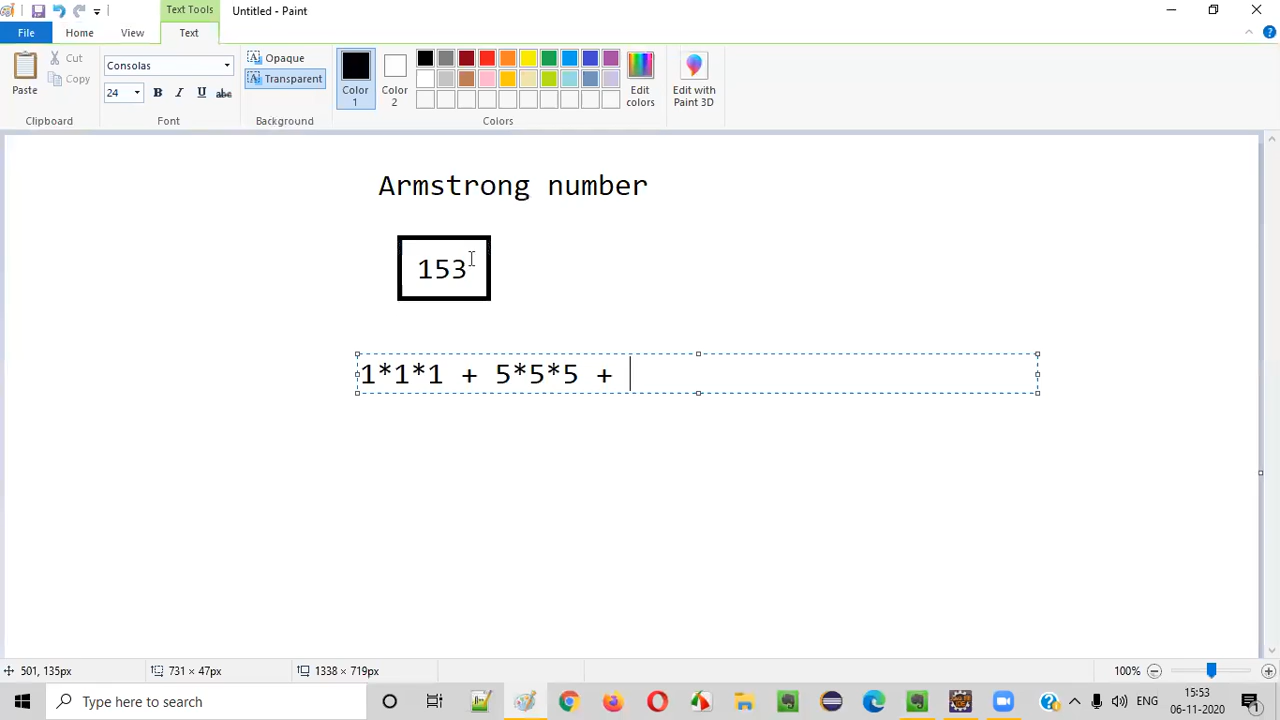 Text Tools
Untitled - Paint
File
Home
View
Text
Paste
Cut
Copy
Clipboard
Consolas
24
B
I
U
abc
Font
Opaque
Transparent
Background
Color
1
Color
2
Edit
colors
Colors
Edit with
Paint 3D
Armstrong number
153
1*1*1 + 5*5*5 +
501, 135px
731 × 47px
1338 × 719px
100%
Type here to search
ENG
15:53
06-11-2020
1